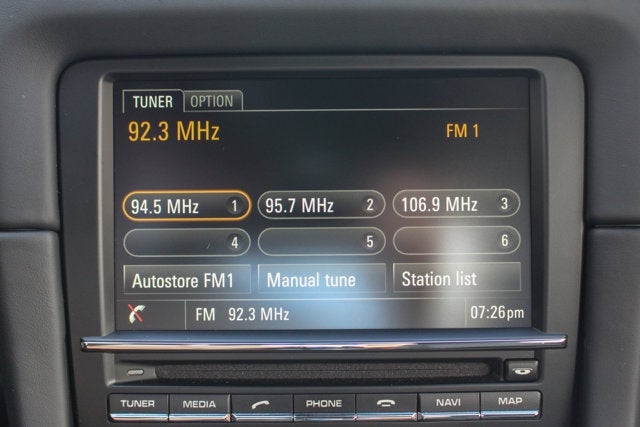 TUNER OPTION
92.3 MHz FM 1
94.5 MHz 1 95.7 MHz 2 106.9 MHz 3
4 5 6
Autostore FM1 Manual tune Station list
FM 92.3 MHz 07:26pm
TUNER MEDIA PHONE NAVI MAP